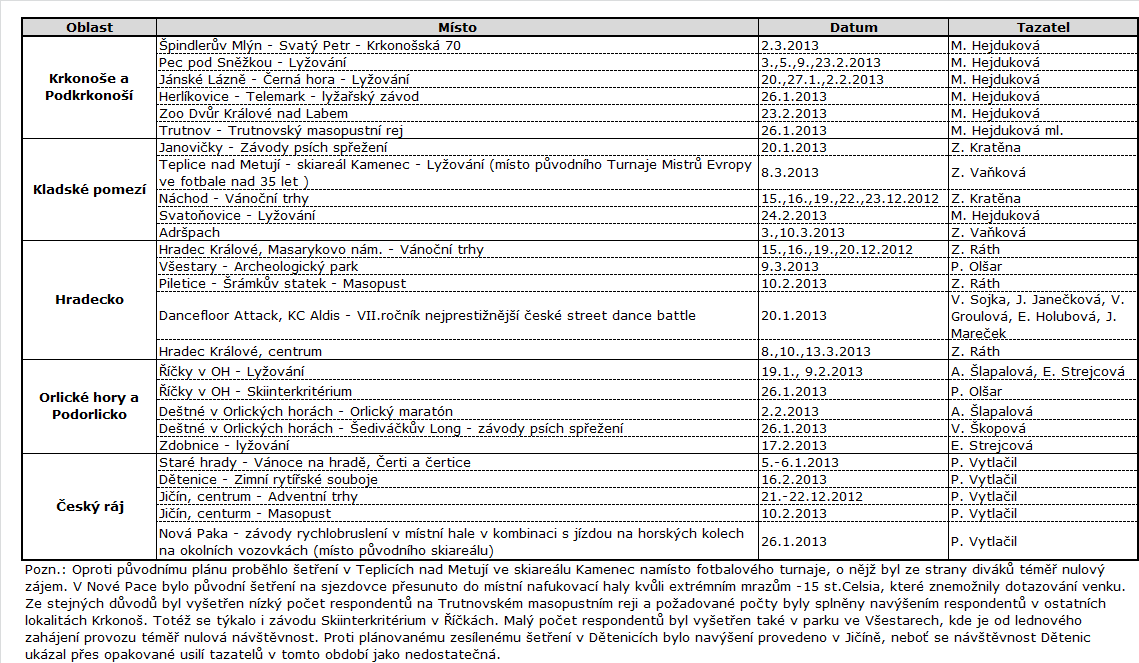 Oblast Místo Datum Tazatel
Krkonoše a
Podkrkonoší
Špindlerův Mlýn - Svatý Petr - Krkonošská 70 2.3.2013 M. Hejduková
Pec pod Sněžkou - Lyžování 3.,5.,9.,23.2.2013 M. Hejduková
Jánské Lázně - Černá hora - Lyžování 20.,27.1.,2.2.2013 M. Hejduková
Herlíkovice - Telemark - lyžařský závod 26.1.2013 M. Hejduková
Zoo Dvůr Králové nad Labem 23.2.2013 M. Hejduková
Trutnov - Trutnovský masopustní rej 26.1.2013 M. Hejduková ml.
Kladské pomezí
Janovičky - Závody psích spřežení 20.1.2013 Z. Kratěna
Teplice nad Metují - skiareál Kamenec - Lyžování (místo původního Turnaje Mistrů Evropy
ve fotbale nad 35 let ) 8.3.2013 Z. Vaňková
Náchod - Vánoční trhy 15.,16.,19.,22.,23.12.2012 Z. Kratěna
Svatoňovice - Lyžování 24.2.2013 M. Hejduková
Adršpach 3.,10.3.2013 Z. Vaňková
Hradecko
Hradec Králové, Masarykovo nám. - Vánoční trhy 15.,16.,19.,20.12.2012 Z. Ráth
Všestary - Archeologický park 9.3.2013 P. Olšar
Piletice - Šrámkův statek - Masopust 10.2.2013 Z. Ráth
Dancefloor Attack, KC Aldis - VII.ročník nejprestižnější české street dance battle 20.1.2013 V. Sojka, J. Janečková, V.
Groulová, E. Holubová, J.
Mareček
Hradec Králové, centrum 8.,10.,13.3.2013 Z. Ráth
Orlické hory a
Podorlicko
Říčky v OH - Lyžování 19.1., 9.2.2013 A. Šlapalová, E. Strejcová
Říčky v OH - Skiinterkritérium 26.1.2013 P. Olšar
Deštné v Orlických horách - Orlický maratón 2.2.2013 A. Šlapalová
Deštné v Orlických horách - Šediváčkův Long - závody psích spřežení 26.1.2013 V. Škopová
Zdobnice - lyžování 17.2.2013 E. Strejcová
Český ráj
Staré hrady - Vánoce na hradě, Čerti a čertice 5.-6.1.2013 P. Vytlačil
Dětenice - Zimní rytířské souboje 16.2.2013 P. Vytlačil
Jičín, centrum - Adventní trhy 21.-22.12.2012 P. Vytlačil
Jičín, centurm - Masopust 10.2.2013 P. Vytlačil
Nová Paka - závody rychlobruslení v místní hale v kombinaci s jízdou na horských kolech
na okolních vozovkách (místo původního skiareálu) 26.1.2013 P. Vytlačil
Pozn.: Oproti původnímu plánu proběhlo šetření v Teplicích nad Metují ve skiareálu Kamenec namísto fotbalového turnaje, o nějž byl ze strany diváků téměř nulový
zájem. V Nové Pace bylo původní šetření na sjezdovce přesunuto do místní nafukovací haly kvůli extrémním mrazům -15 st.Celsia, které znemožnily dotazování venku.
Ze stejných důvodů byl vyšetřen nízký počet respondentů na Trutnovském masopustním reji a požadované počty byly splněny navýšením respondentů v ostatních
lokalitách Krkonoš. Totéž se týkalo i závodu Skiinterkritérium v Říčkách. Malý počet respondentů byl vyšetřen také v parku ve Všestarech, kde je od lednového
zahájení provozu téměř nulová návštěvnost. Proti plánovanému zesílenému šetření v Dětenicích bylo navýšení provedeno v Jičíně, neboť se návštěvnost Dětenic
ukázal přes opakované usilí tazatelů v tomto období jako nedostatečná.